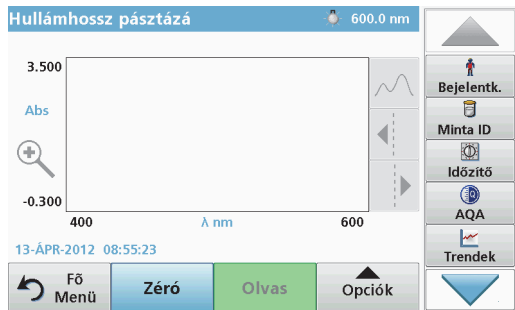 Hullámhossz pásztázá
600.0 nm
3.500
Abs
-0.300
400
λ nm
600
13-ÁPR-2012 08:55:23
Fő
Menü
Zéró
Olvas
Opciók
Bejelentk.
Minta ID
Időzítő
AQA
Trendek